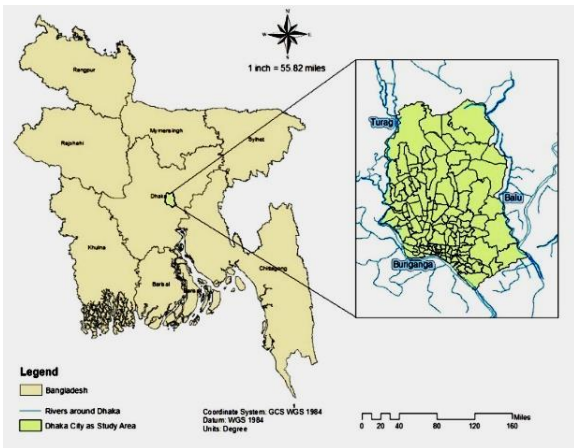 N
1 inch = 55.82 miles
Rangpur
Rajshahi
Mymensingh
Sylhet
Dhaka
Khulna
Barisal
Chittagong
Turag
Balu
Buriganga
Legend
Bangladesh
Rivers around Dhaka
Dhaka City as Study Area
Coordinate System: GCS WGS 1984
Datum: WGS 1984
Units: Degree
Miles
0 20 40 80 120 160